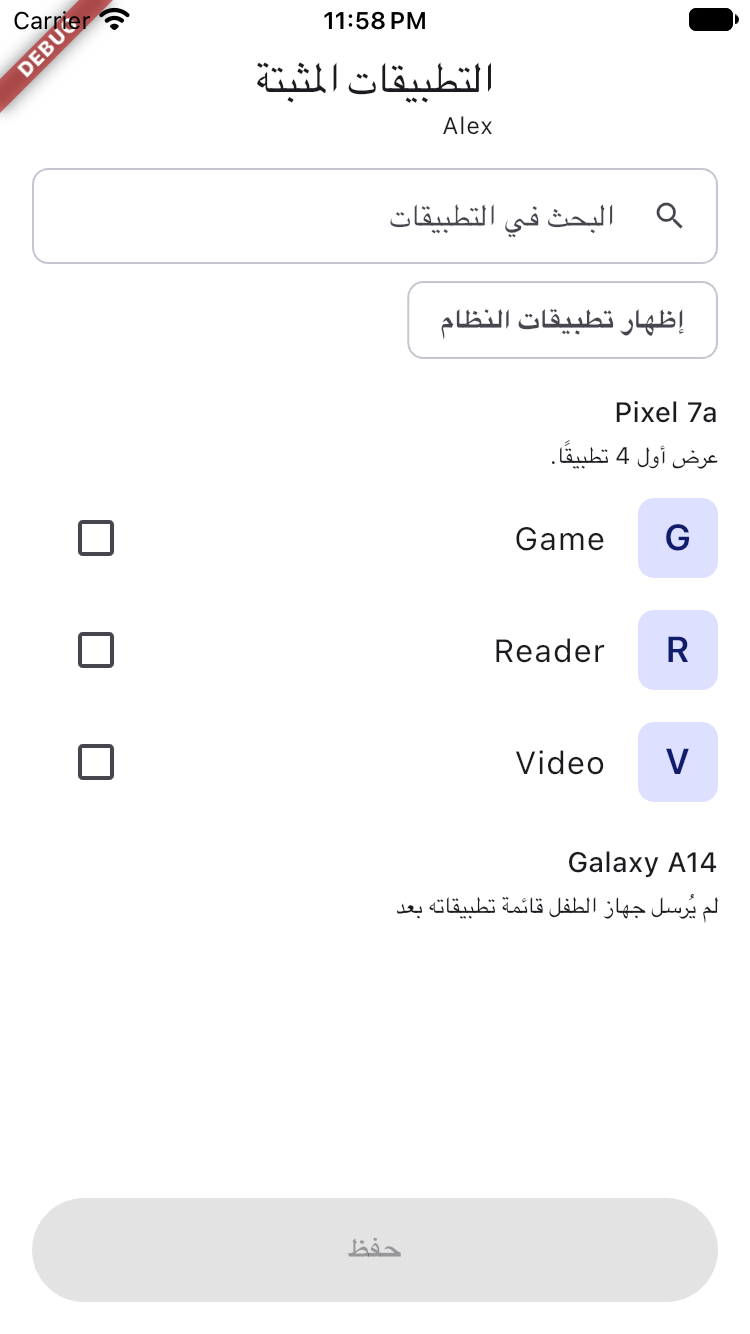 Carrier
11:58 PM
DEBUG
التطبيقات المثبتة
Alex
البحث في التطبيقات
إظهار تطبيقات النظام
Pixel 7a
عرض أول 4 تطبيقًا.
G Game
R Reader
V Video
Galaxy A14
لم يُرسل جهاز الطفل قائمة تطبيقاته بعد
حفظ